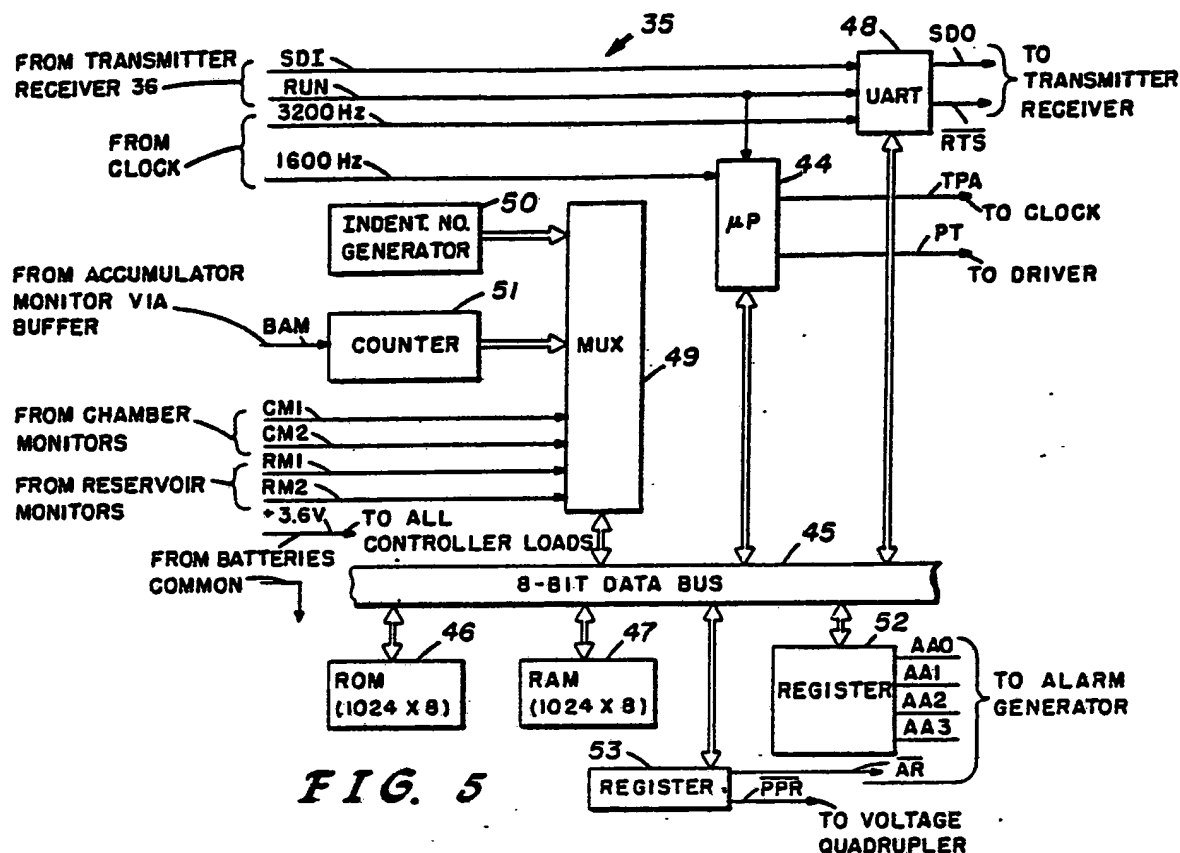 35
48
FROM TRANSMITTER
RECEIVER 36
SDI
RUN
UART
SDO
RTS
TO
TRANSMITTER
RECEIVER
FROM
CLOCK
3200 Hz
1600 Hz
44
μP
TPA
TO CLOCK
PT
TO DRIVER
50
INDENT. NO.
GENERATOR
FROM ACCUMULATOR
MONITOR VIA
BUFFER
BAM
51
COUNTER
MUX
49
FROM CHAMBER
MONITORS
CM1
CM2
FROM RESERVOIR
MONITORS
RM1
RM2
+3.6V
TO ALL
CONTROLLER LOADS
FROM BATTERIES
COMMON
45
8-BIT DATA BUS
46
ROM
(1024 X 8)
47
RAM
(1024 X 8)
52
REGISTER
AA0
AA1
AA2
AA3
TO ALARM
GENERATOR
53
REGISTER
AR
PPR
TO VOLTAGE
QUADRUPLER
FIG. 5